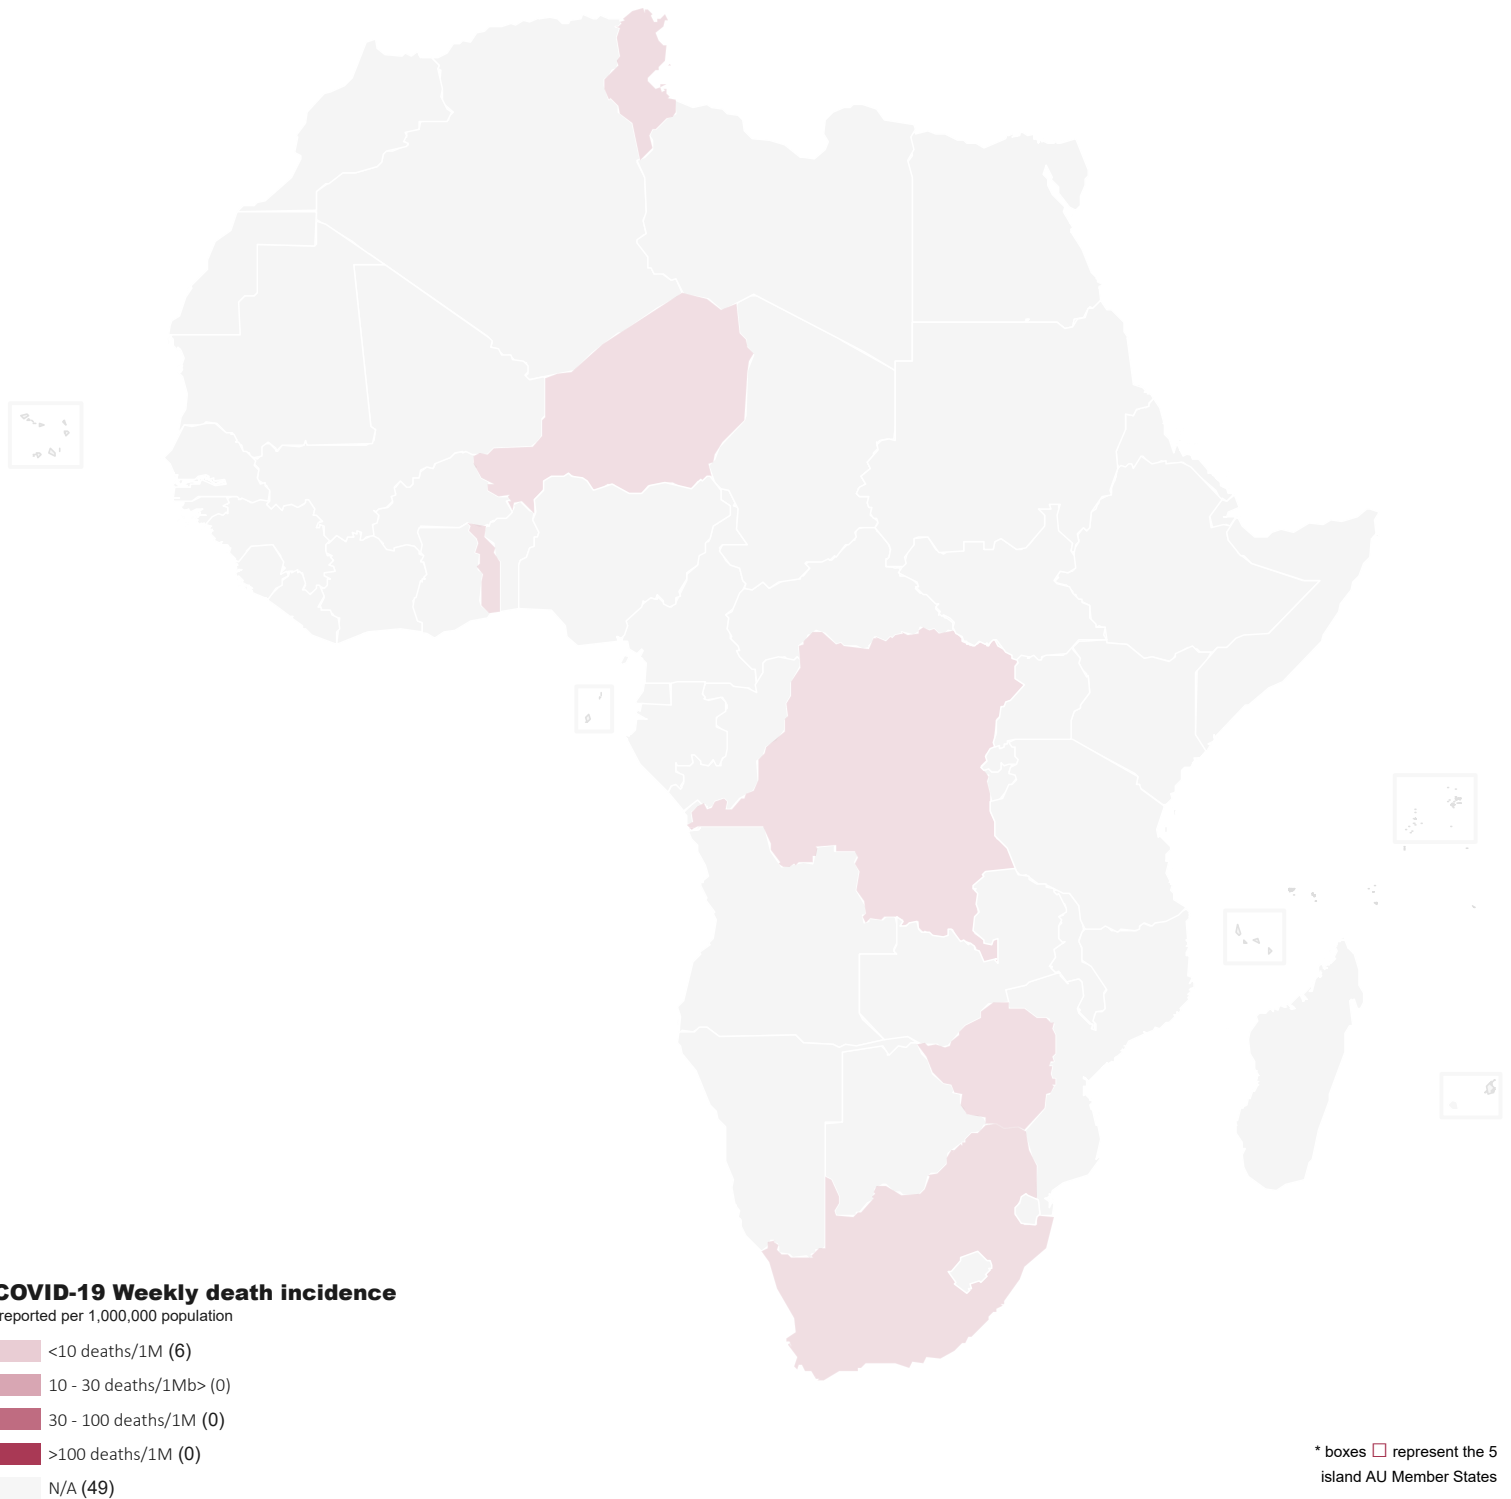 COVID-19 Weekly death incidence
reported per 1,000,000 population
<10 deaths/1M (6)
10 - 30 deaths/1Mb> (0)
30 - 100 deaths/1M (0)
>100 deaths/1M (0)
N/A (49)
* boxes □ represent the 5
island AU Member States